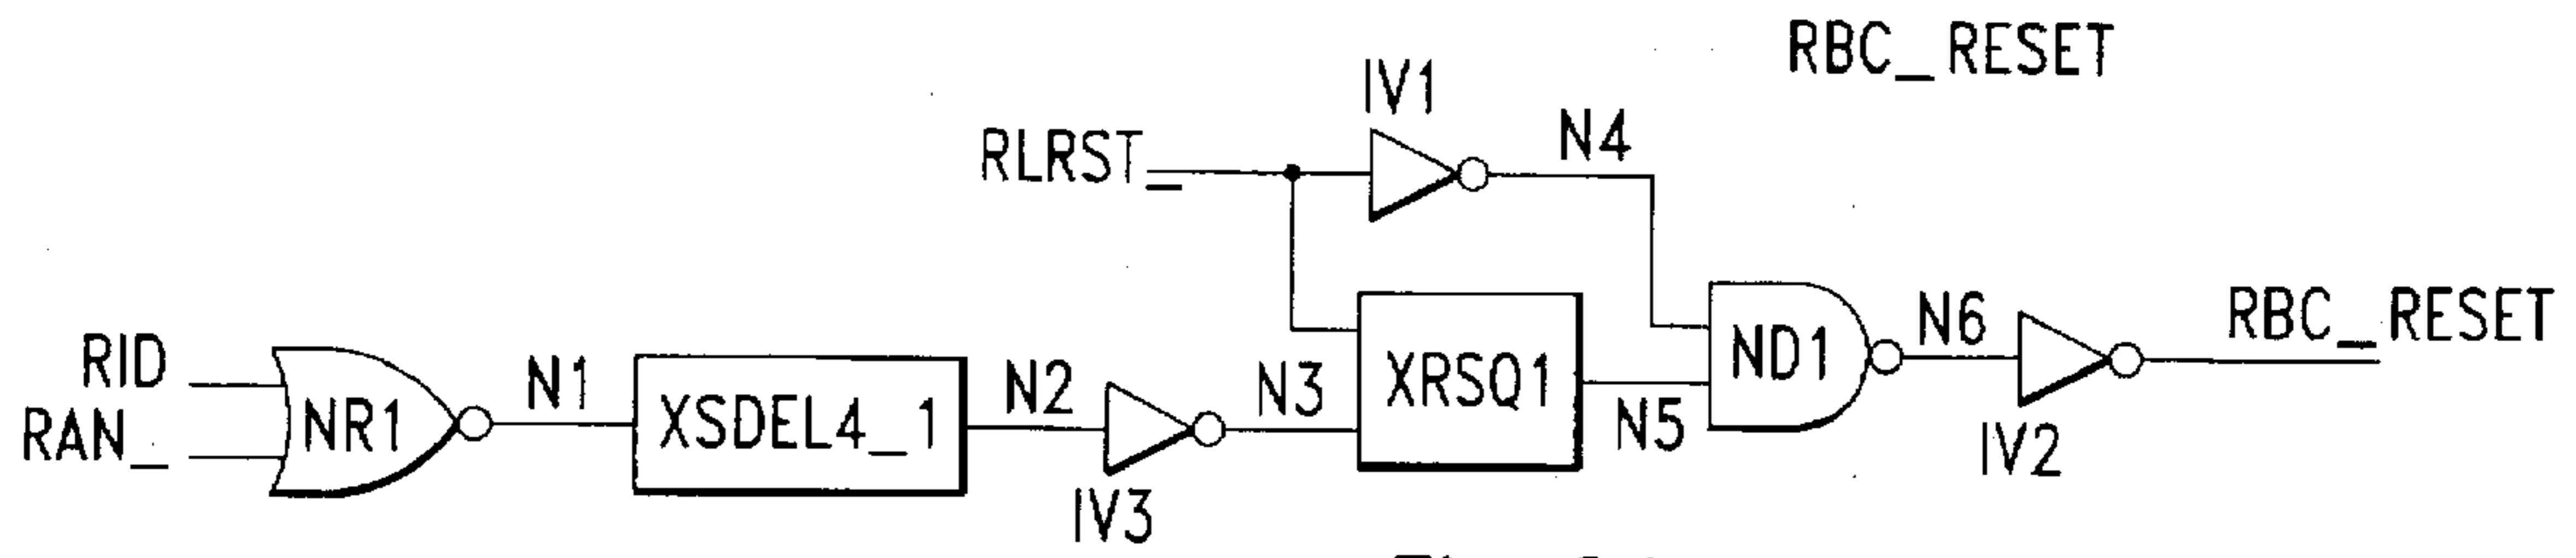 RBC_RESET
IV1
N4
RLRST_
RID
RAN_
NR1
N1
XSDEL4_1
N2
IV3
N3
XRSQ1
N5
ND1
N6
IV2
RBC_RESET